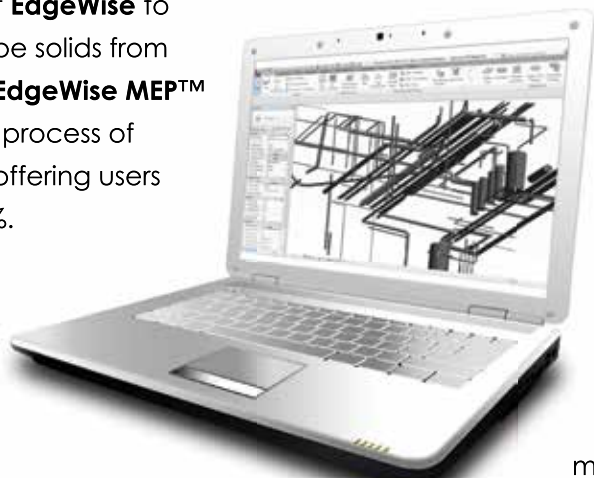 EdgeWise to
pe solids from
EdgeWise MEP™
process of
offering users
%.
m